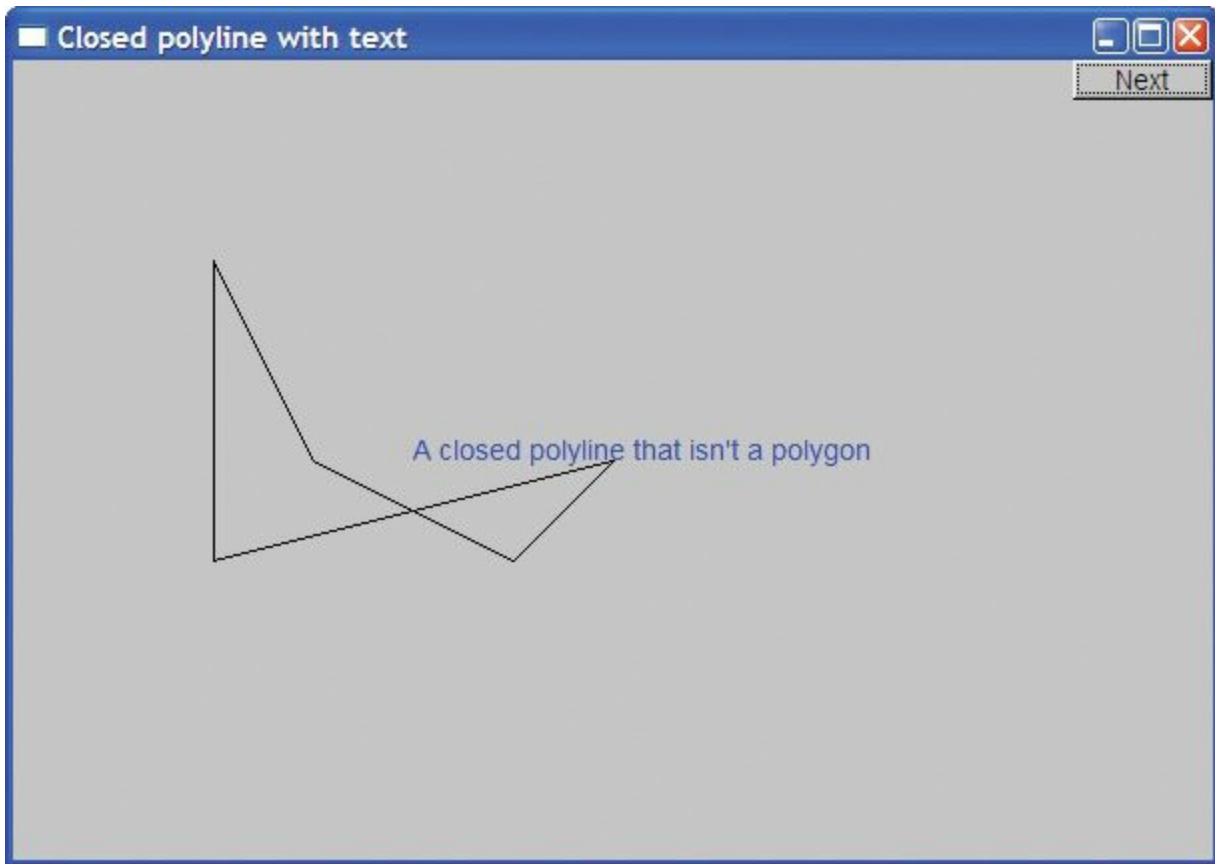 Closed polyline with text
Next
A closed polyline that isn't a polygon